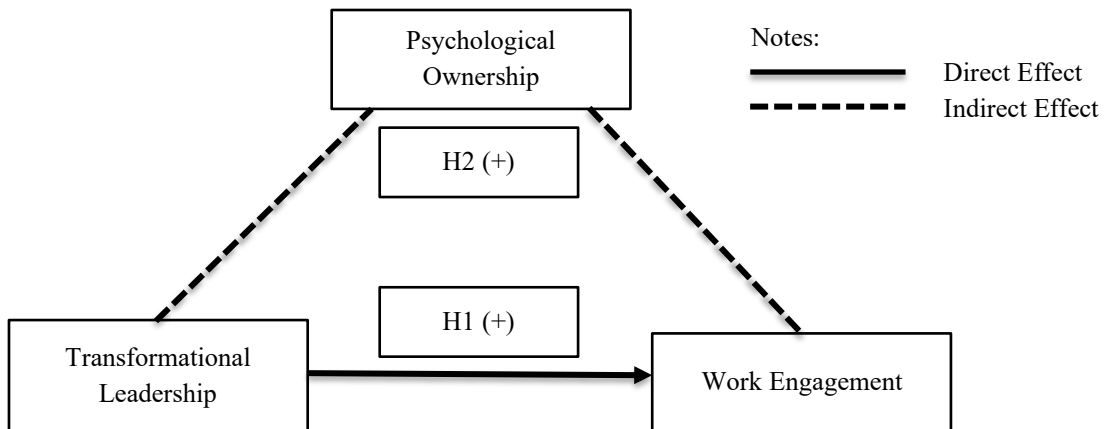 Psychological
Ownership
Notes:
Direct Effect
Indirect Effect
H2 (+)
H1 (+)
Transformational
Leadership
Work Engagement